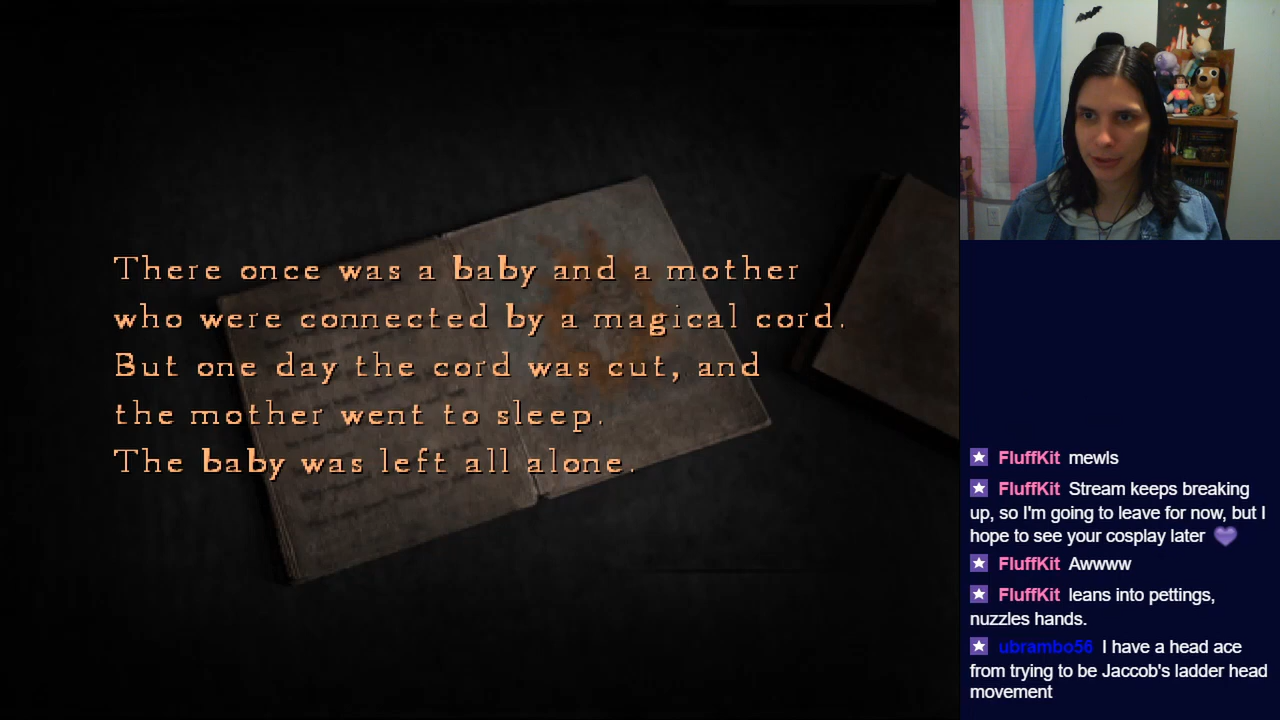 There once was a baby and a mother
who were connected by a magical cord.
But one day the cord was cut, and
the mother went to sleep.
The baby was left all alone.
FluffKit mewls
FluffKit Stream keeps breaking
up, so I'm going to leave for now, but I
hope to see your cosplay later
FluffKit Awwww
FluffKit leans into pettings,
nuzzles hands.
ubrambo56 I have a head ace
from trying to be Jaccob's ladder head
movement